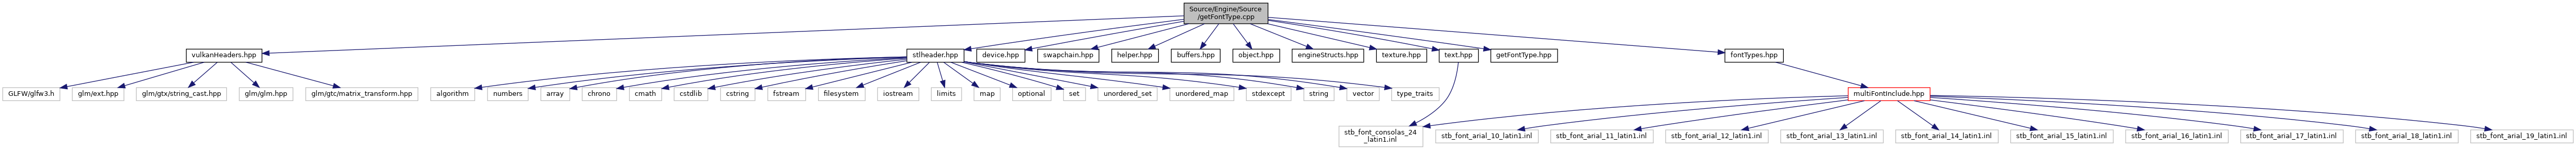 Source/Engine/Source
/getFontType.cpp
vulkanHeaders.hpp
stlheader.hpp
device.hpp
swapchain.hpp
helper.hpp
buffers.hpp
object.hpp
engineStructs.hpp
texture.hpp
text.hpp
getFontType.hpp
fontTypes.hpp
GLFW/glfw3.h
glm/ext.hpp
glm/gtx/string_cast.hpp
glm/glm.hpp
glm/gtc/matrix_transform.hpp
algorithm
numbers
array
chrono
cmath
cstdlib
cstring
fstream
filesystem
iostream
limits
map
optional
set
unordered_set
unordered_map
stdexcept
string
vector
type_traits
multiFontInclude.hpp
stb_font_consolas_24
_latin1.inl
stb_font_arial_10_latin1.inl
stb_font_arial_11_latin1.inl
stb_font_arial_12_latin1.inl
stb_font_arial_13_latin1.inl
stb_font_arial_14_latin1.inl
stb_font_arial_15_latin1.inl
stb_font_arial_16_latin1.inl
stb_font_arial_17_latin1.inl
stb_font_arial_18_latin1.inl
stb_font_arial_19_latin1.inl